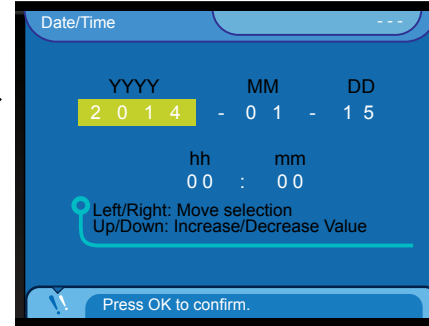 Date/Time - - -
YYYY MM DD
2 0 1 4 - 0 1 - 1 5
hh mm
0 0 : 0 0
Left/Right: Move selection
Up/Down: Increase/Decrease Value
Press OK to confirm.